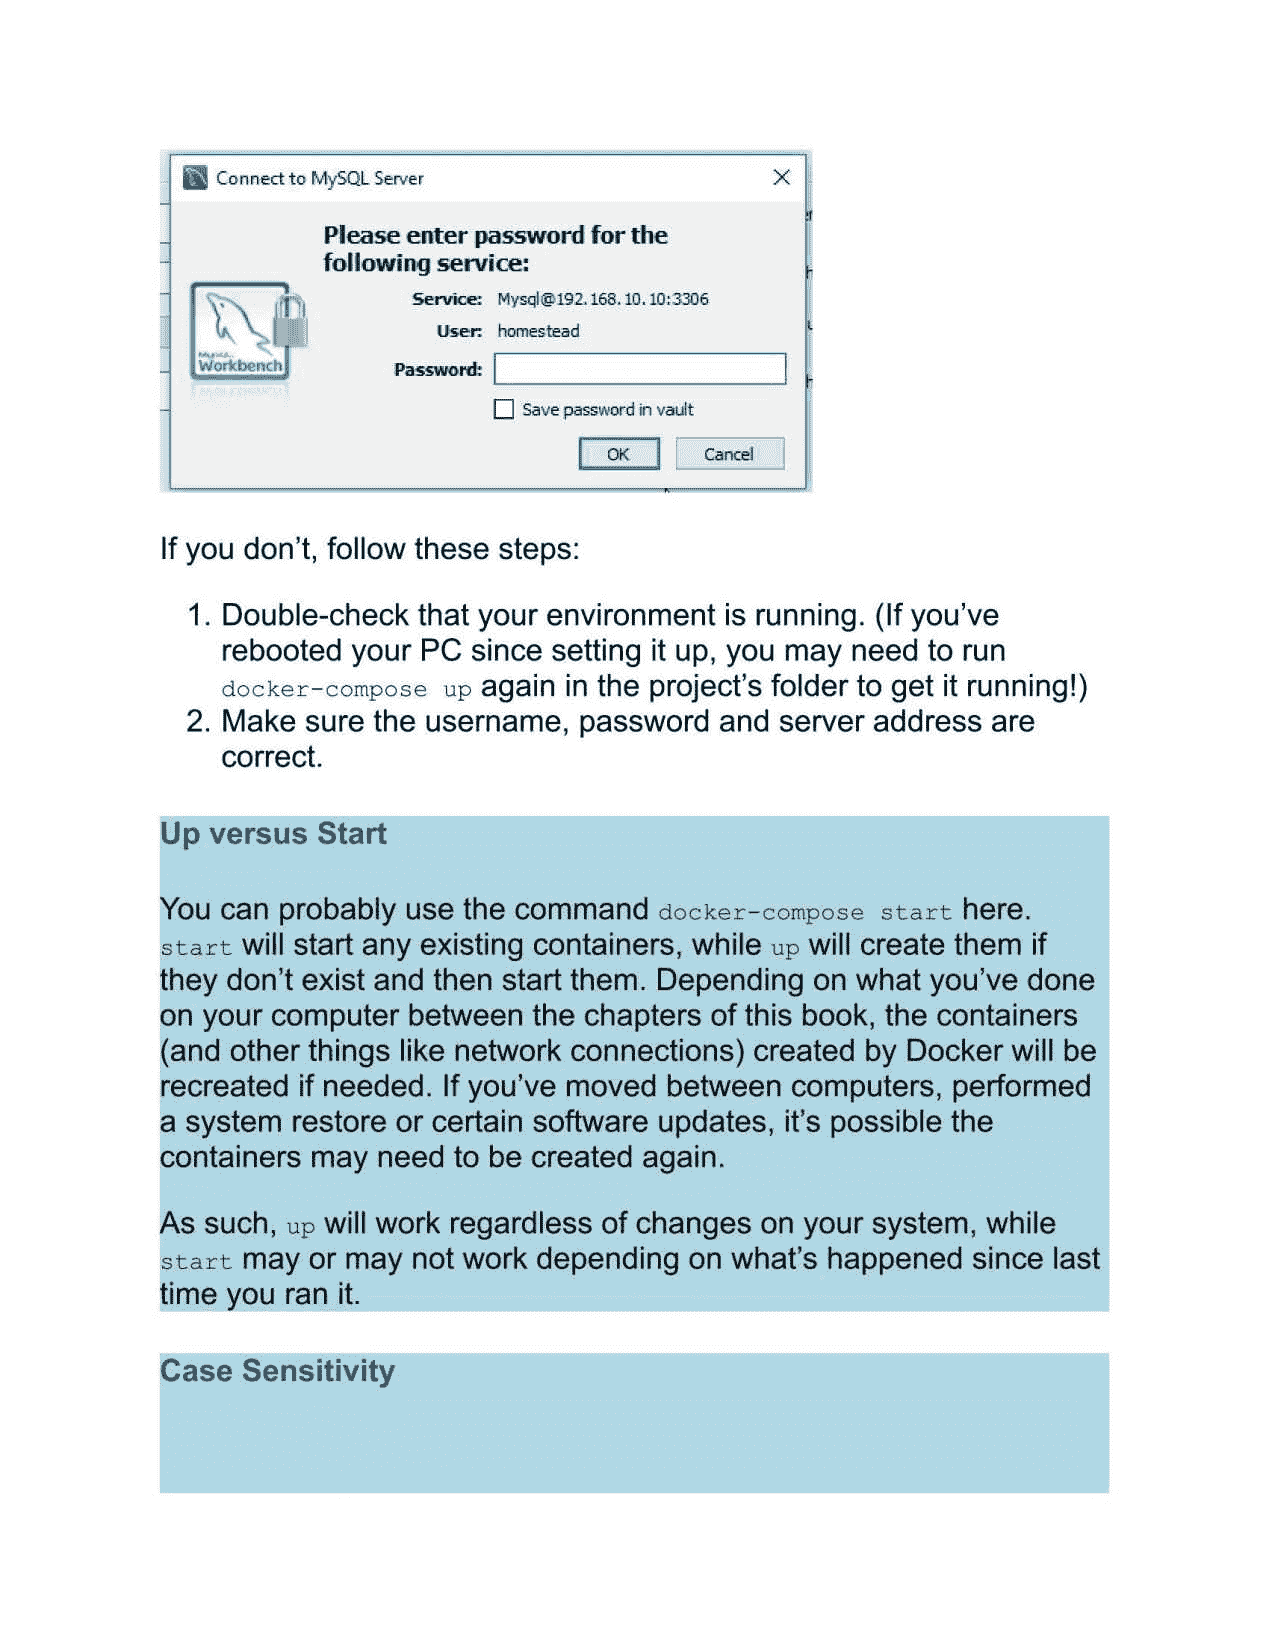 Connect to MySQL Server
Please enter password for the
following service:
Service: Mysql@192.168.10.10:3306
User: homestead
Workbench
Password:
Save password in vault
OK Cancel
If you don’t, follow these steps:
1. Double-check that your environment is running. (If you’ve
rebooted your PC since setting it up, you may need to run
docker-compose up again in the project’s folder to get it running!)
2. Make sure the username, password and server address are
correct.
Up versus Start
You can probably use the command docker-compose start here.
start will start any existing containers, while up will create them if
they don’t exist and then start them. Depending on what you’ve done
on your computer between the chapters of this book, the containers
(and other things like network connections) created by Docker will be
recreated if needed. If you’ve moved between computers, performed
a system restore or certain software updates, it’s possible the
containers may need to be created again.
As such, up will work regardless of changes on your system, while
start may or may not work depending on what’s happened since last
time you ran it.
Case Sensitivity